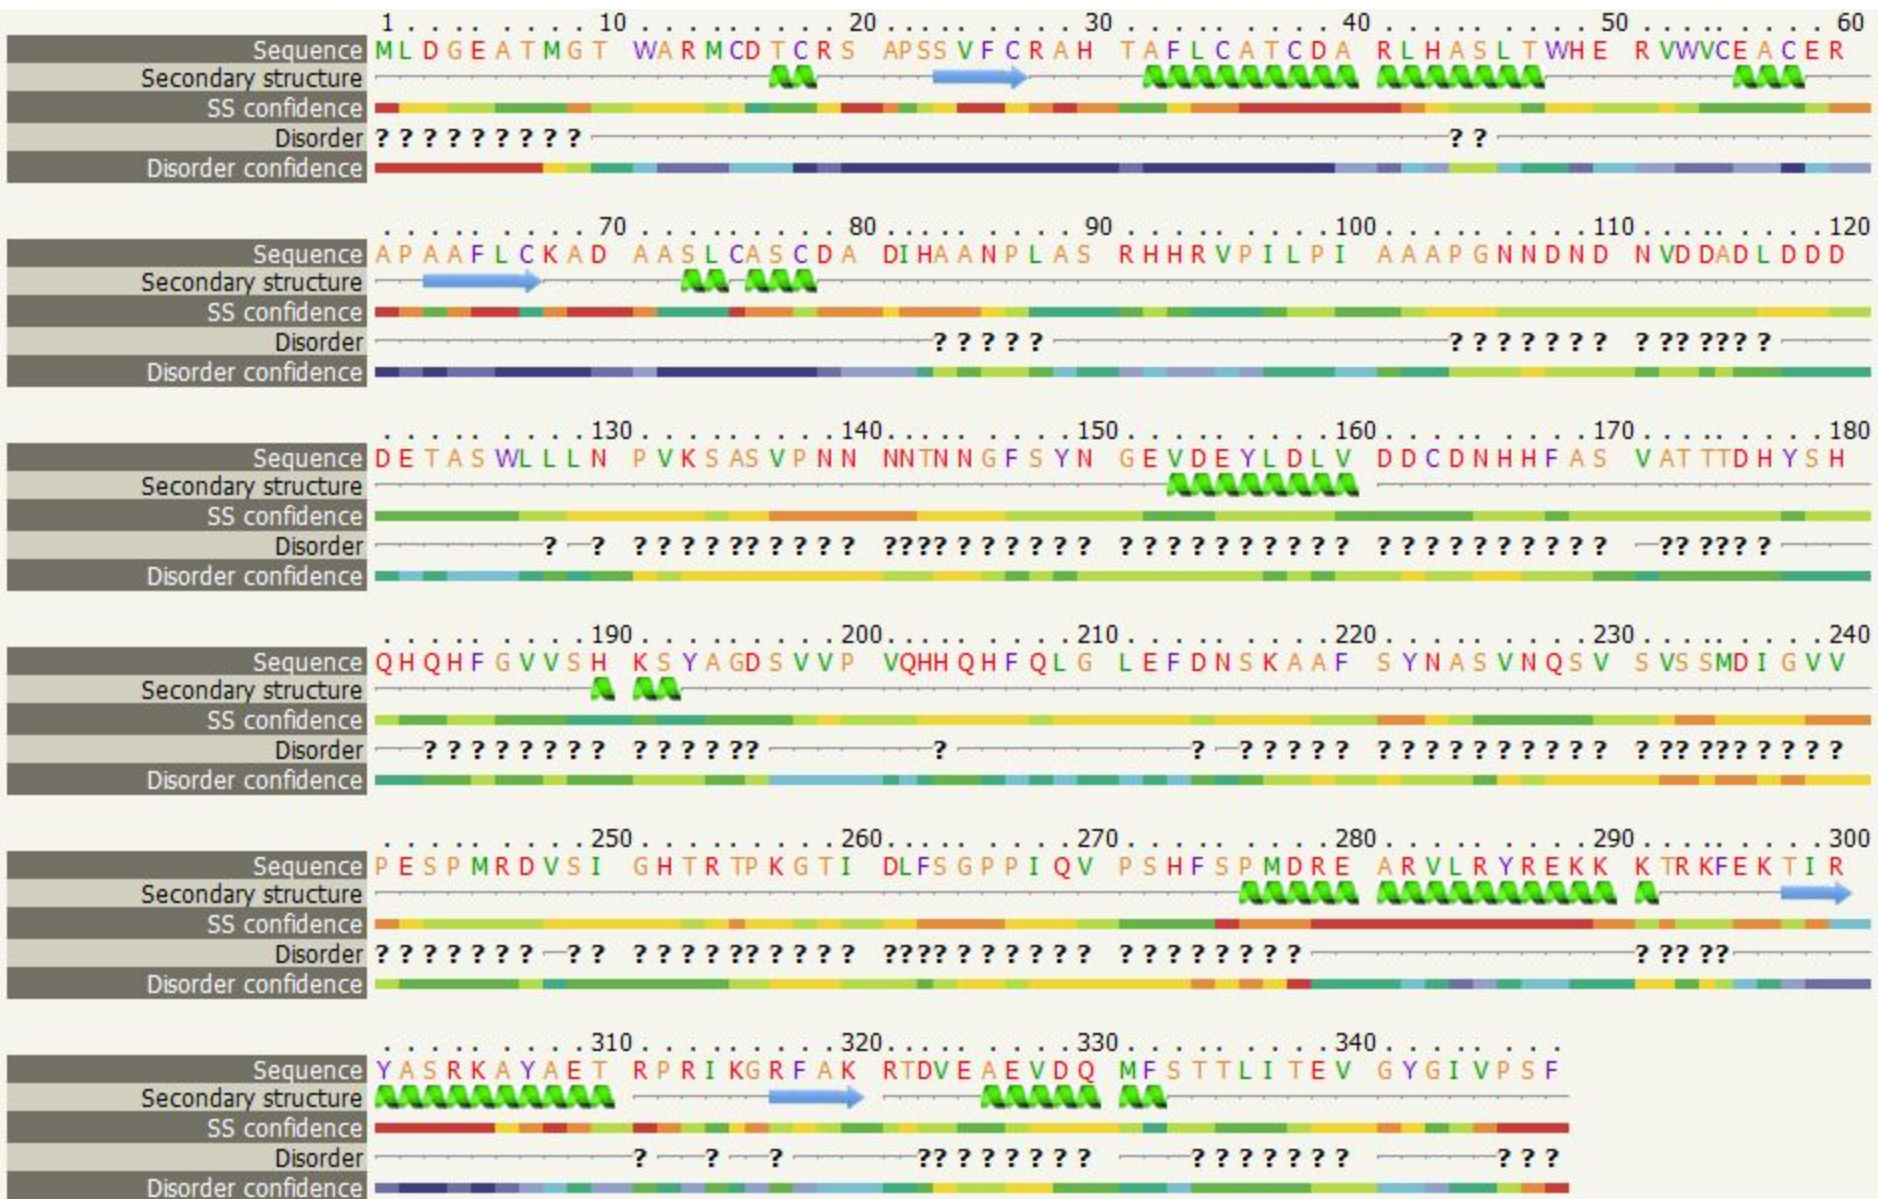 1 . . . . . . . . 10 . . . . . . . . . 20 . . . . . . . . . 30 . . . . . . . . . 40 . . . . . . . . . 50 . . . . . . . . . 60
Sequence MLDGEATMGT WARMCDTCRS APSSVFCRAH TAFLCATCDA RLHASLTWHE RVWVCEACER
Secondary structure
SS confidence
Disorder ? ? ? ? ? ? ? ? ? ? ?
Disorder confidence
. . . . . . . . . 70 . . . . . . . . . 80 . . . . . . . . . 90 . . . . . . . . . 100 . . . . . . . . . 110 . . . . . . . . . 120
Sequence APAAFLCKAD AASLCASCDA DIHAANPLAS RHHRVPILPI AAAPGNNDND NVDDADLDDD
Secondary structure
SS confidence
Disorder ? ? ? ? ? ? ? ? ? ? ? ? ? ? ? ? ? ? ?
Disorder confidence
. . . . . . . . . 130 . . . . . . . . . 140 . . . . . . . . . 150 . . . . . . . . . 160 . . . . . . . . . 170 . . . . . . . . . 180
Sequence DETASWLLLN PVKSASVPNN NNTNNGFSYN GEVDEYLDLV DDCDNHHFAS VATTTDHYSH
Secondary structure
SS confidence
Disorder ? ? ? ? ? ? ? ? ? ? ? ? ? ? ? ? ? ? ? ? ? ? ? ? ? ? ? ? ? ? ? ? ? ? ? ? ? ? ? ? ? ? ? ? ? ? ? ?
Disorder confidence
. . . . . . . . . 190 . . . . . . . . . 200 . . . . . . . . . 210 . . . . . . . . . 220 . . . . . . . . . 230 . . . . . . . . . 240
Sequence QHQHFGVVSH KSYAGDSVVP VQHHQHFQLG LEFDNSKAAF SYNASVNQSV SVSSMDIGVV
Secondary structure
SS confidence
Disorder ? ? ? ? ? ? ? ? ? ? ? ? ? ? ? ? ? ? ? ? ? ? ? ? ? ? ? ? ? ? ? ? ? ? ? ? ? ? ? ? ?
Disorder confidence
. . . . . . . . . 250 . . . . . . . . . 260 . . . . . . . . . 270 . . . . . . . . . 280 . . . . . . . . . 290 . . . . . . . . . 300
Sequence PESPMRDVSI GHTRTPKGTI DLFSGPPIQV PSHFSPMDRE ARVLRYREKK KTRKFEKTIR
Secondary structure
SS confidence
Disorder ? ? ? ? ? ? ? ? ? ? ? ? ? ? ? ? ? ? ? ? ? ? ? ? ? ? ? ? ? ? ? ? ? ? ? ? ? ? ? ? ? ?
Disorder confidence
. . . . . . . . . 310 . . . . . . . . . 320 . . . . . . . . . 330 . . . . . . . . . 340 . . . . . . . .
Sequence YASRKAYAET RPRIKGRFAK RTDVEAEVDQ MFSTTLITEV GYGIVPSF
Secondary structure
SS confidence
Disorder ? ? ? ? ? ? ? ? ? ? ? ? ? ? ? ? ? ? ? ? ?
Disorder confidence